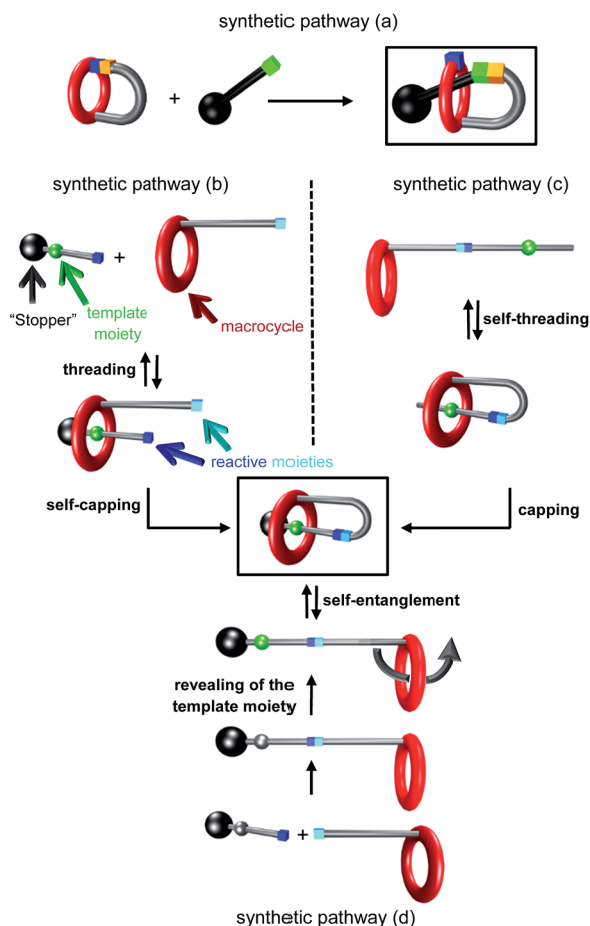 synthetic pathway (a)
+
synthetic pathway (b)
synthetic pathway (c)
+
"Stopper"
template
moiety
macrocycle
self-threading
threading
reactive moieties
self-capping
capping
self-entanglement
revealing of the
template moiety
+
synthetic pathway (d)